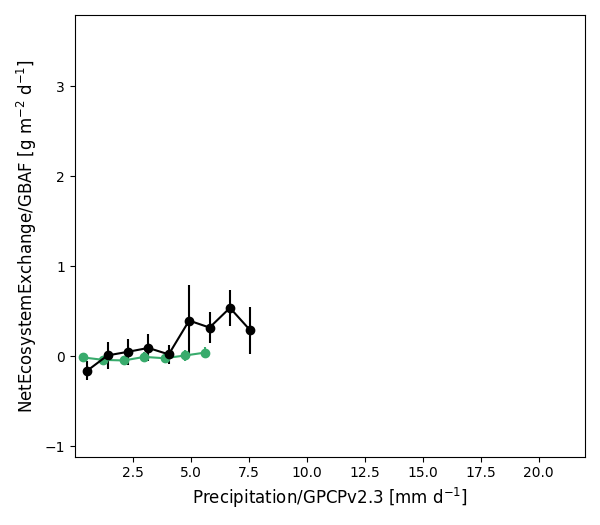 NetEcosystemExchange/GBAF [g m⁻² d⁻¹]
3
2
1
0
−1
2.5 5.0 7.5 10.0 12.5 15.0 17.5 20.0
Precipitation/GPCPv2.3 [mm d⁻¹]